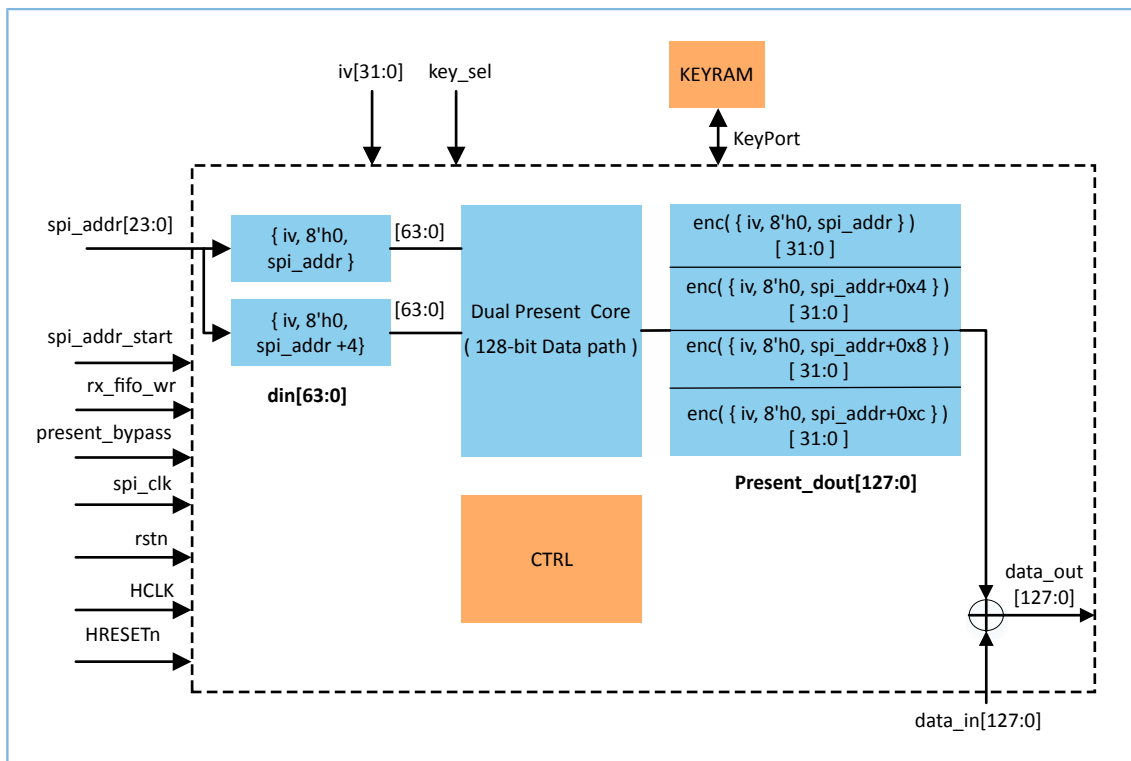 iv[31:0]
key_sel
KEYRAM
KeyPort
spi_addr[23:0]
{ iv, 8'h0,
spi_addr }
[63:0]
{ iv, 8'h0,
spi_addr +4}
[63:0]
din[63:0]
Dual Present Core
( 128-bit Data path )
enc( { iv, 8'h0, spi_addr } )
[ 31:0 ]
enc( { iv, 8'h0, spi_addr+0x4 } )
[ 31:0 ]
enc( { iv, 8'h0, spi_addr+0x8 } )
[ 31:0 ]
enc( { iv, 8'h0, spi_addr+0xc } )
[ 31:0 ]
Present_dout[127:0]
spi_addr_start
rx_fifo_wr
present_bypass
spi_clk
rstn
HCLK
HRESETn
CTRL
data_out
[127:0]
data_in[127:0]